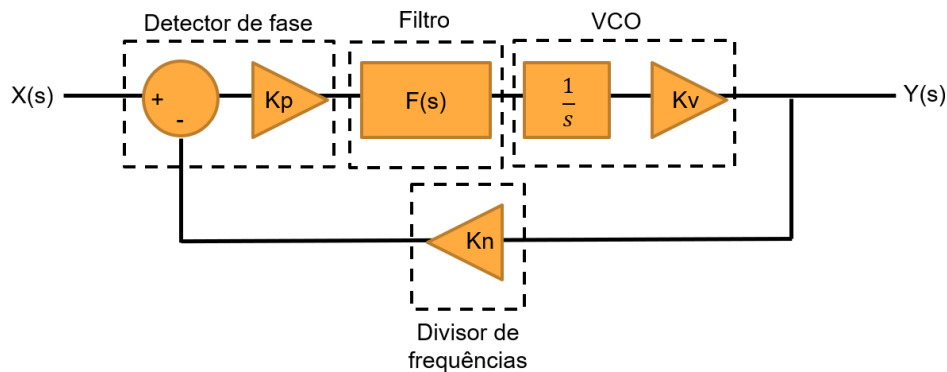 Detector de fase
Filtro
VCO
X(s)
+
-
Kp
F(s)
1
s
Kv
Y(s)
Kn
Divisor de
frequências